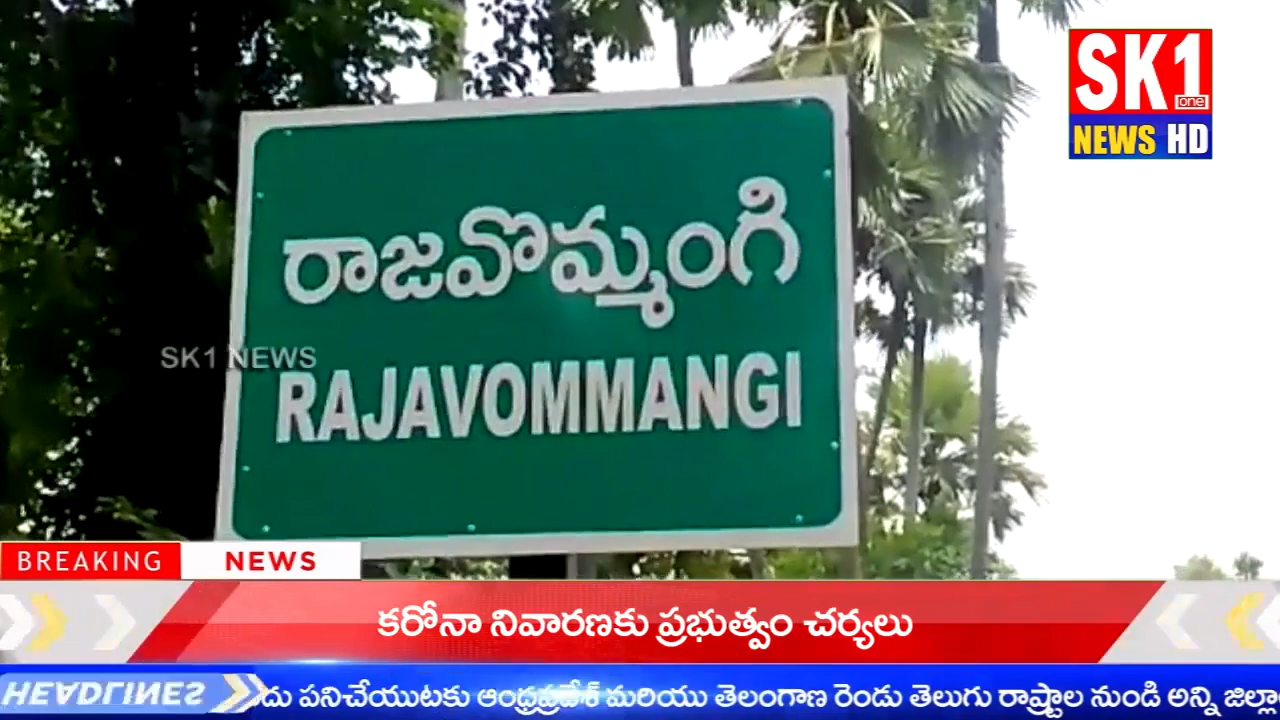 SK1
one
NEWS HD
రాజవొమ్మంగి
SK1 NEWS
RAJAVOMMANGI
BREAKING NEWS
కరోనా నివారణకు ప్రభుత్వం చర్యలు
HEADLINES
పనిచేయుటకు ఆంధ్రప్రదేశ్ మరియు తెలంగాణ రెండు తెలుగు రాష్ట్రాల నుండి అన్ని